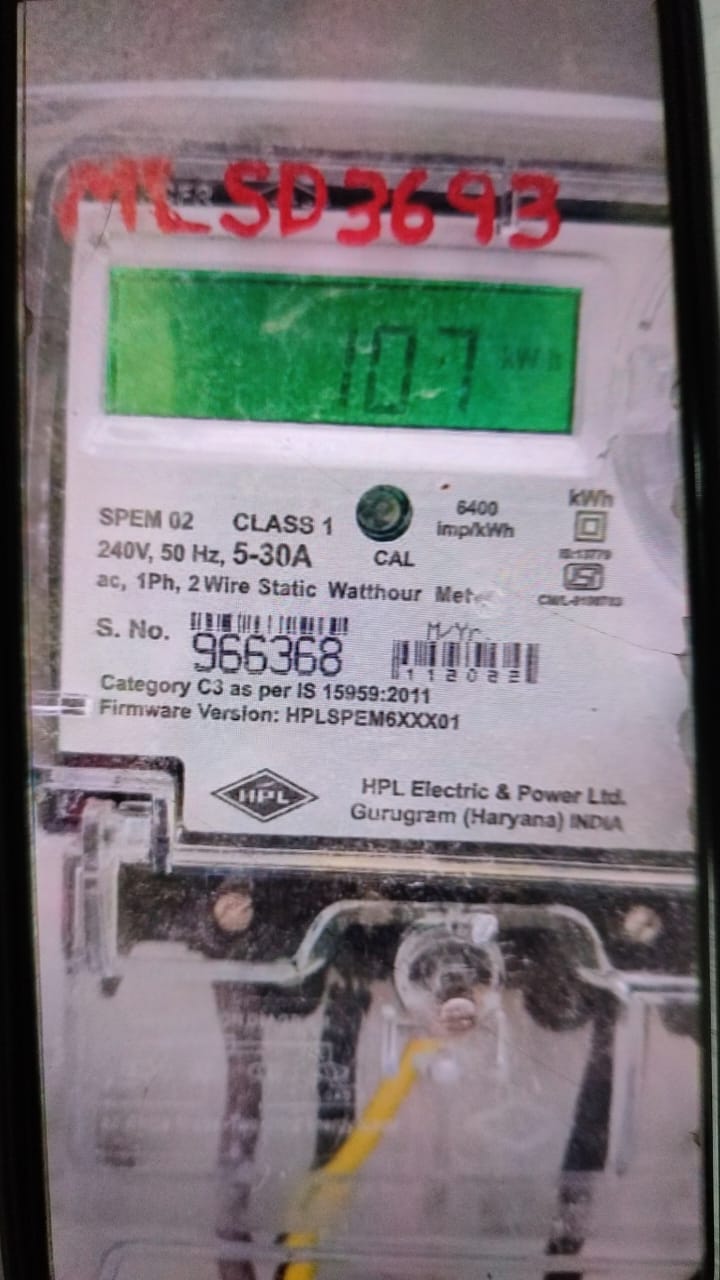 MLSD3693
107 kWh
SPEM 02 CLASS 1
6400
imp/kWh
kWh
240V, 50 Hz, 5-30A
CAL
ac, 1Ph, 2 Wire Static Watthour
S. No. 966368
M/Yr.
112022
Category C3 as per IS 15959:2011
Firmware Version: HPLSPEM6XXX01
HPL
HPL Electric & Power Ltd.
Gurugram (Haryana) INDIA